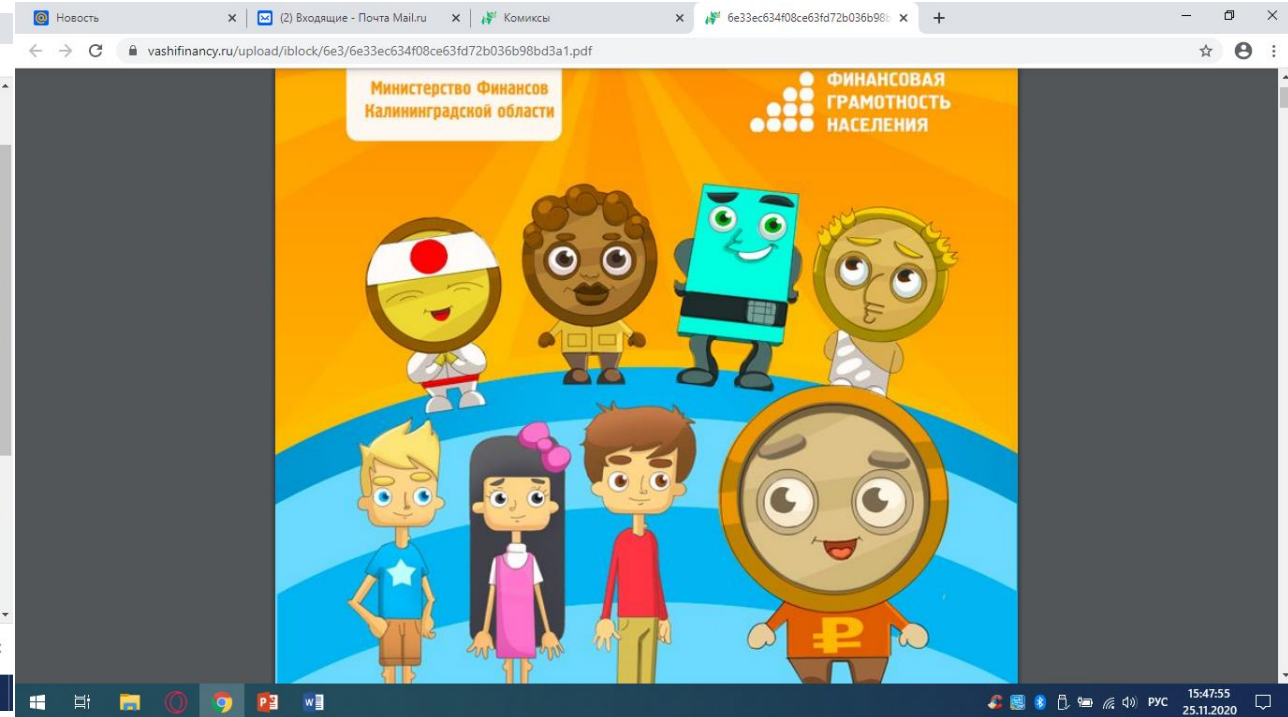 Новость
(2) Входящие - Почта Mail.ru
Комиксы
6e33ec634f08ce63fd72b036b98b
vashifinancy.ru/upload/iblock/6e3/6e33ec634f08ce63fd72b036b98bd3a1.pdf
Министерство Финансов
Калининградской области
ФИНАНСОВАЯ
ГРАМОТНОСТЬ
НАСЕЛЕНИЯ
₽
РУС
15:47:55
25.11.2020